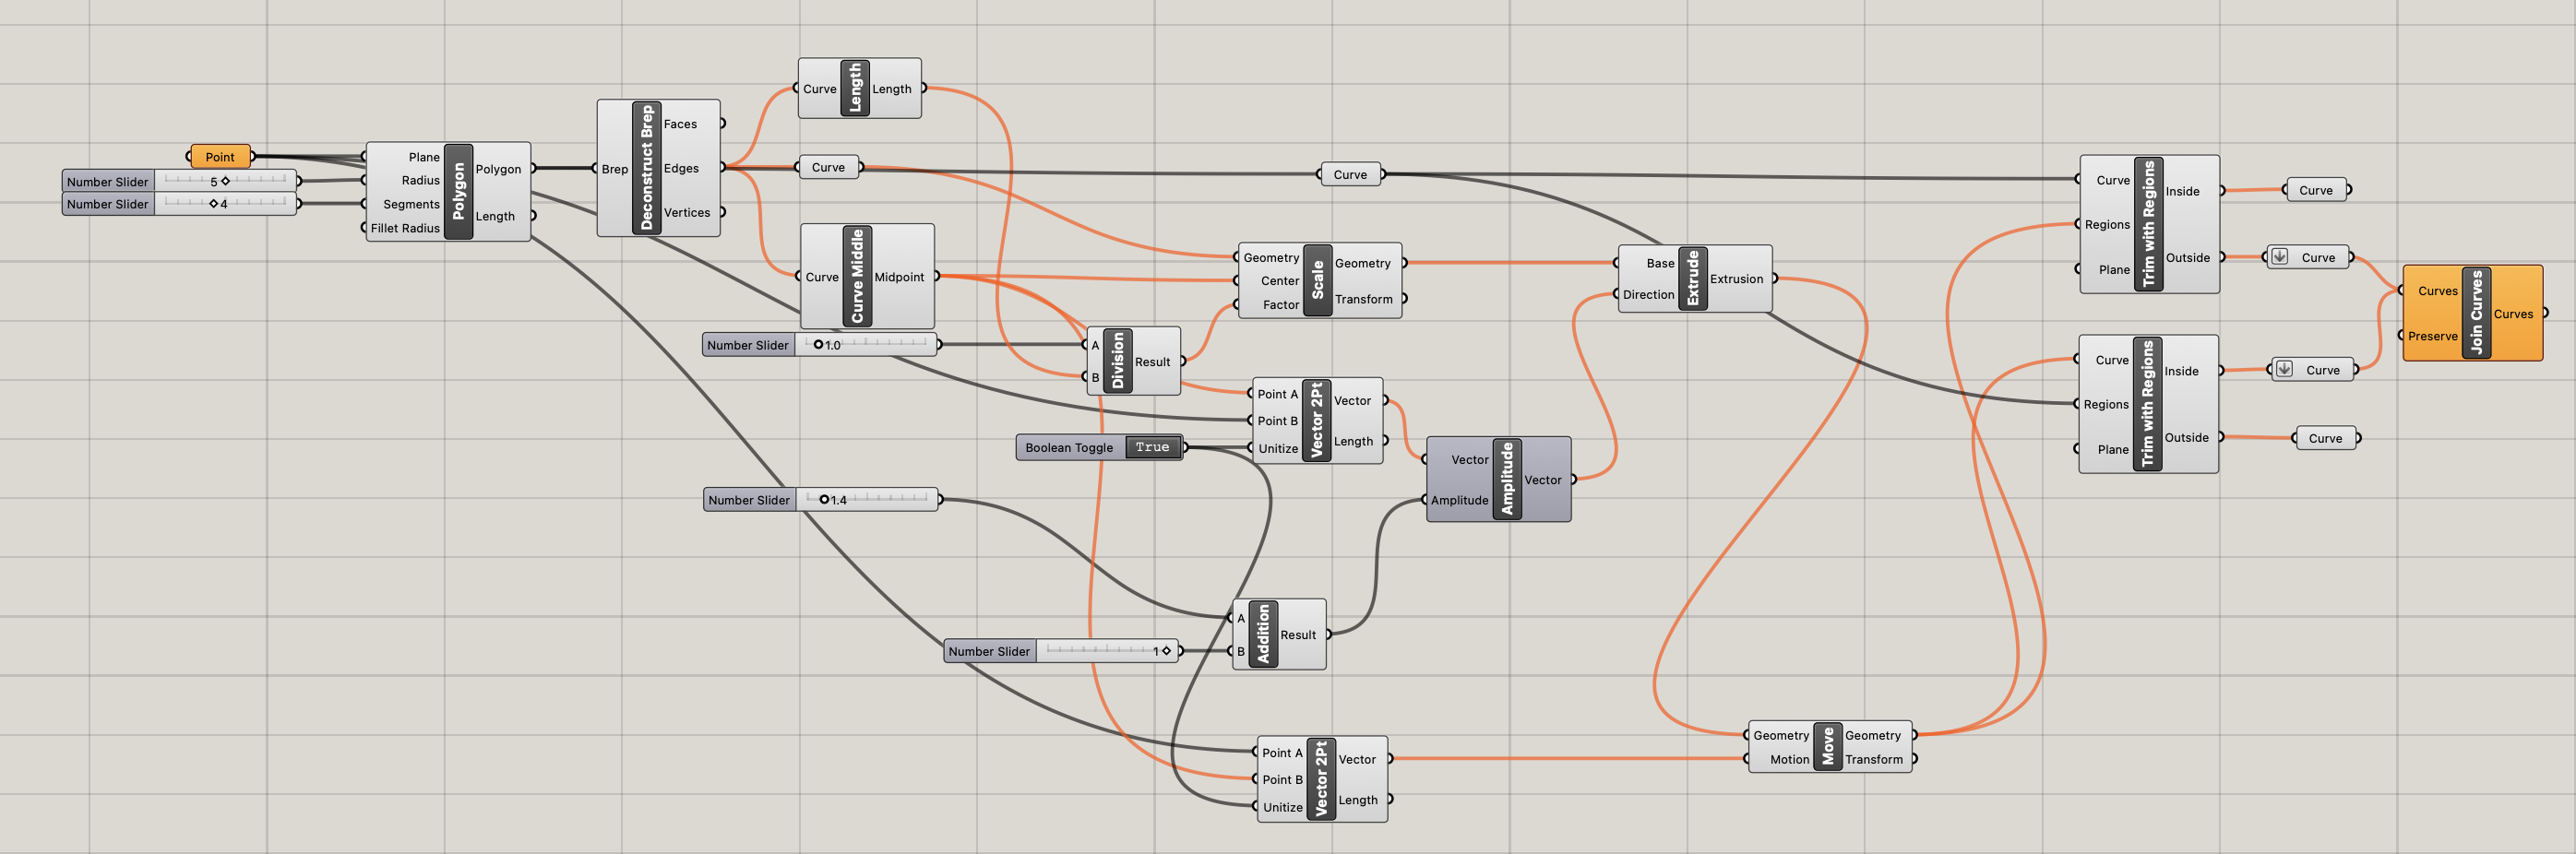 Point
Number Slider 5
Number Slider 4
Plane
Radius
Segments
Fillet Radius
Polygon
Polygon
Length
Brep
Deconstruct Brep
Faces
Edges
Vertices
Curve
Length
Length
Curve
Curve
Curve Middle
Midpoint
Number Slider 1.0
A
B
Division
Result
Geometry
Center
Factor
Scale
Geometry
Transform
Point A
Point B
Unitize
Vector 2Pt
Vector
Length
Boolean Toggle True
Number Slider 1.4
Number Slider 1
A
B
Addition
Result
Vector
Amplitude
Amplitude
Vector
Point A
Point B
Unitize
Vector 2Pt
Vector
Length
Curve
Base
Direction
Extrude
Extrusion
Geometry
Motion
Move
Geometry
Transform
Curve
Regions
Plane
Trim with Regions
Inside
Outside
Curve
Curve
Curve
Regions
Plane
Trim with Regions
Inside
Outside
Curve
Curve
Curves
Preserve
Join Curves
Curves